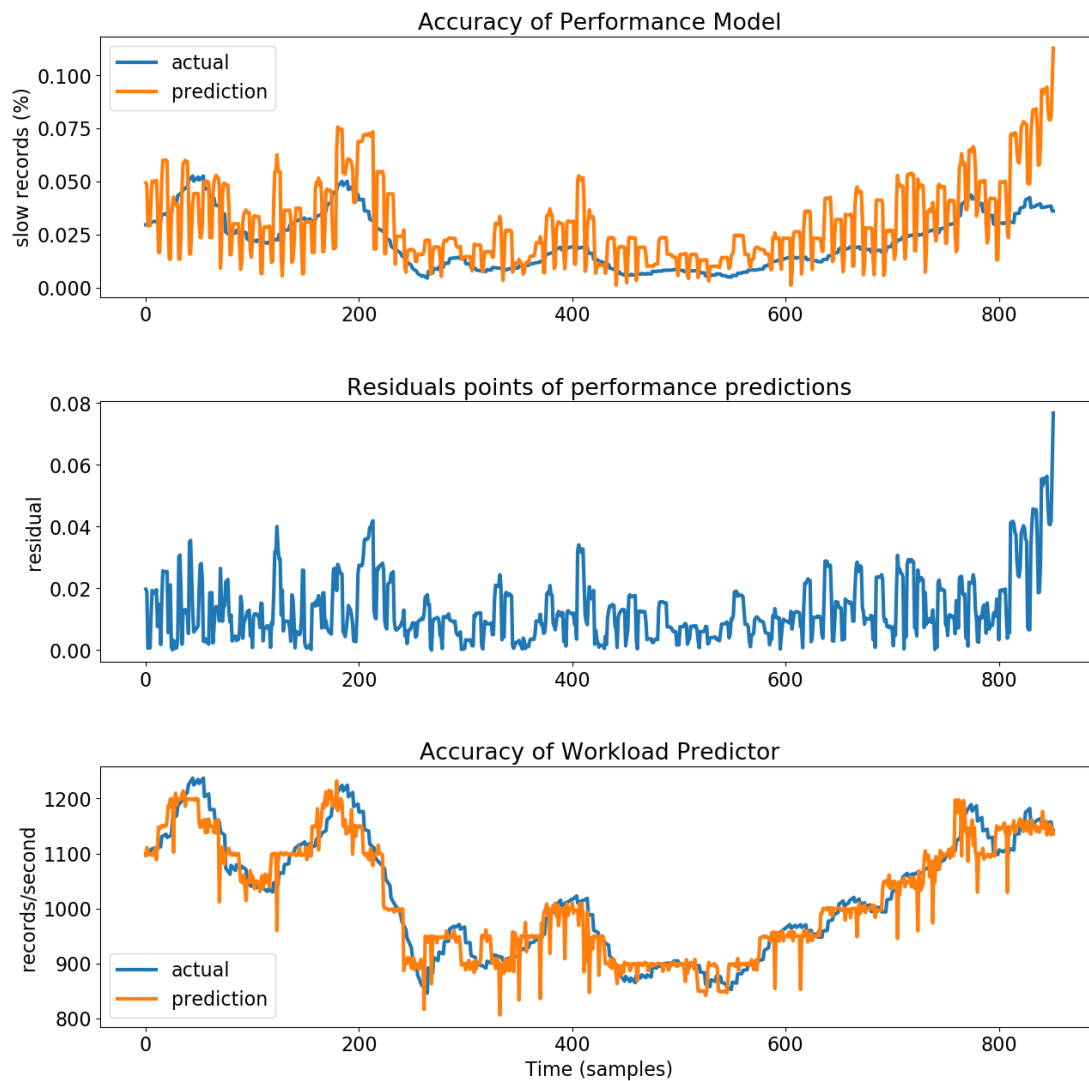 Accuracy of Performance Model
actual
prediction
slow records (%)
0.100
0.075
0.050
0.025
0.000
0 200 400 600 800
Residuals points of performance predictions
residual
0.08
0.06
0.04
0.02
0.00
0 200 400 600 800
Accuracy of Workload Predictor
records/second
1200
1100
1000
900
800
actual
prediction
0 200 400 600 800
Time (samples)